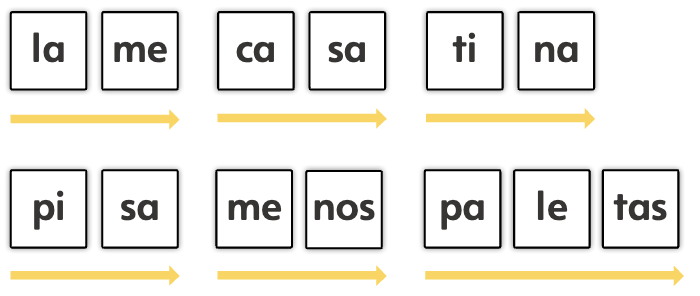 la me ca sa ti na
pi sa me nos pa le tas